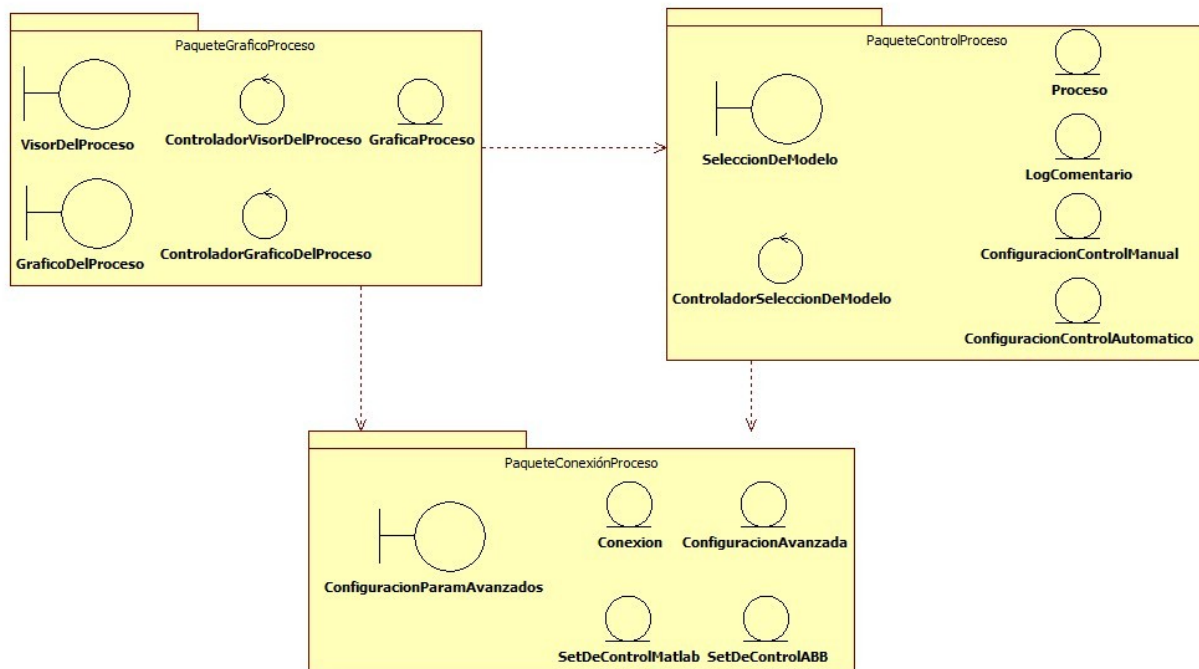 PaqueteGraficoProceso
VisorDelProceso
ControladorVisorDelProceso
GraficaProceso
GraficoDelProceso
ControladorGraficoDelProceso
PaqueteControlProceso
SeleccionDeModelo
Proceso
LogComentario
ControladorSeleccionDeModelo
ConfiguracionControlManual
ConfiguracionControlAutomatico
PaqueteConexiónProceso
ConfiguracionParamAvanzados
Conexion
ConfiguracionAvanzada
SetDeControlMatlab
SetDeControlABB